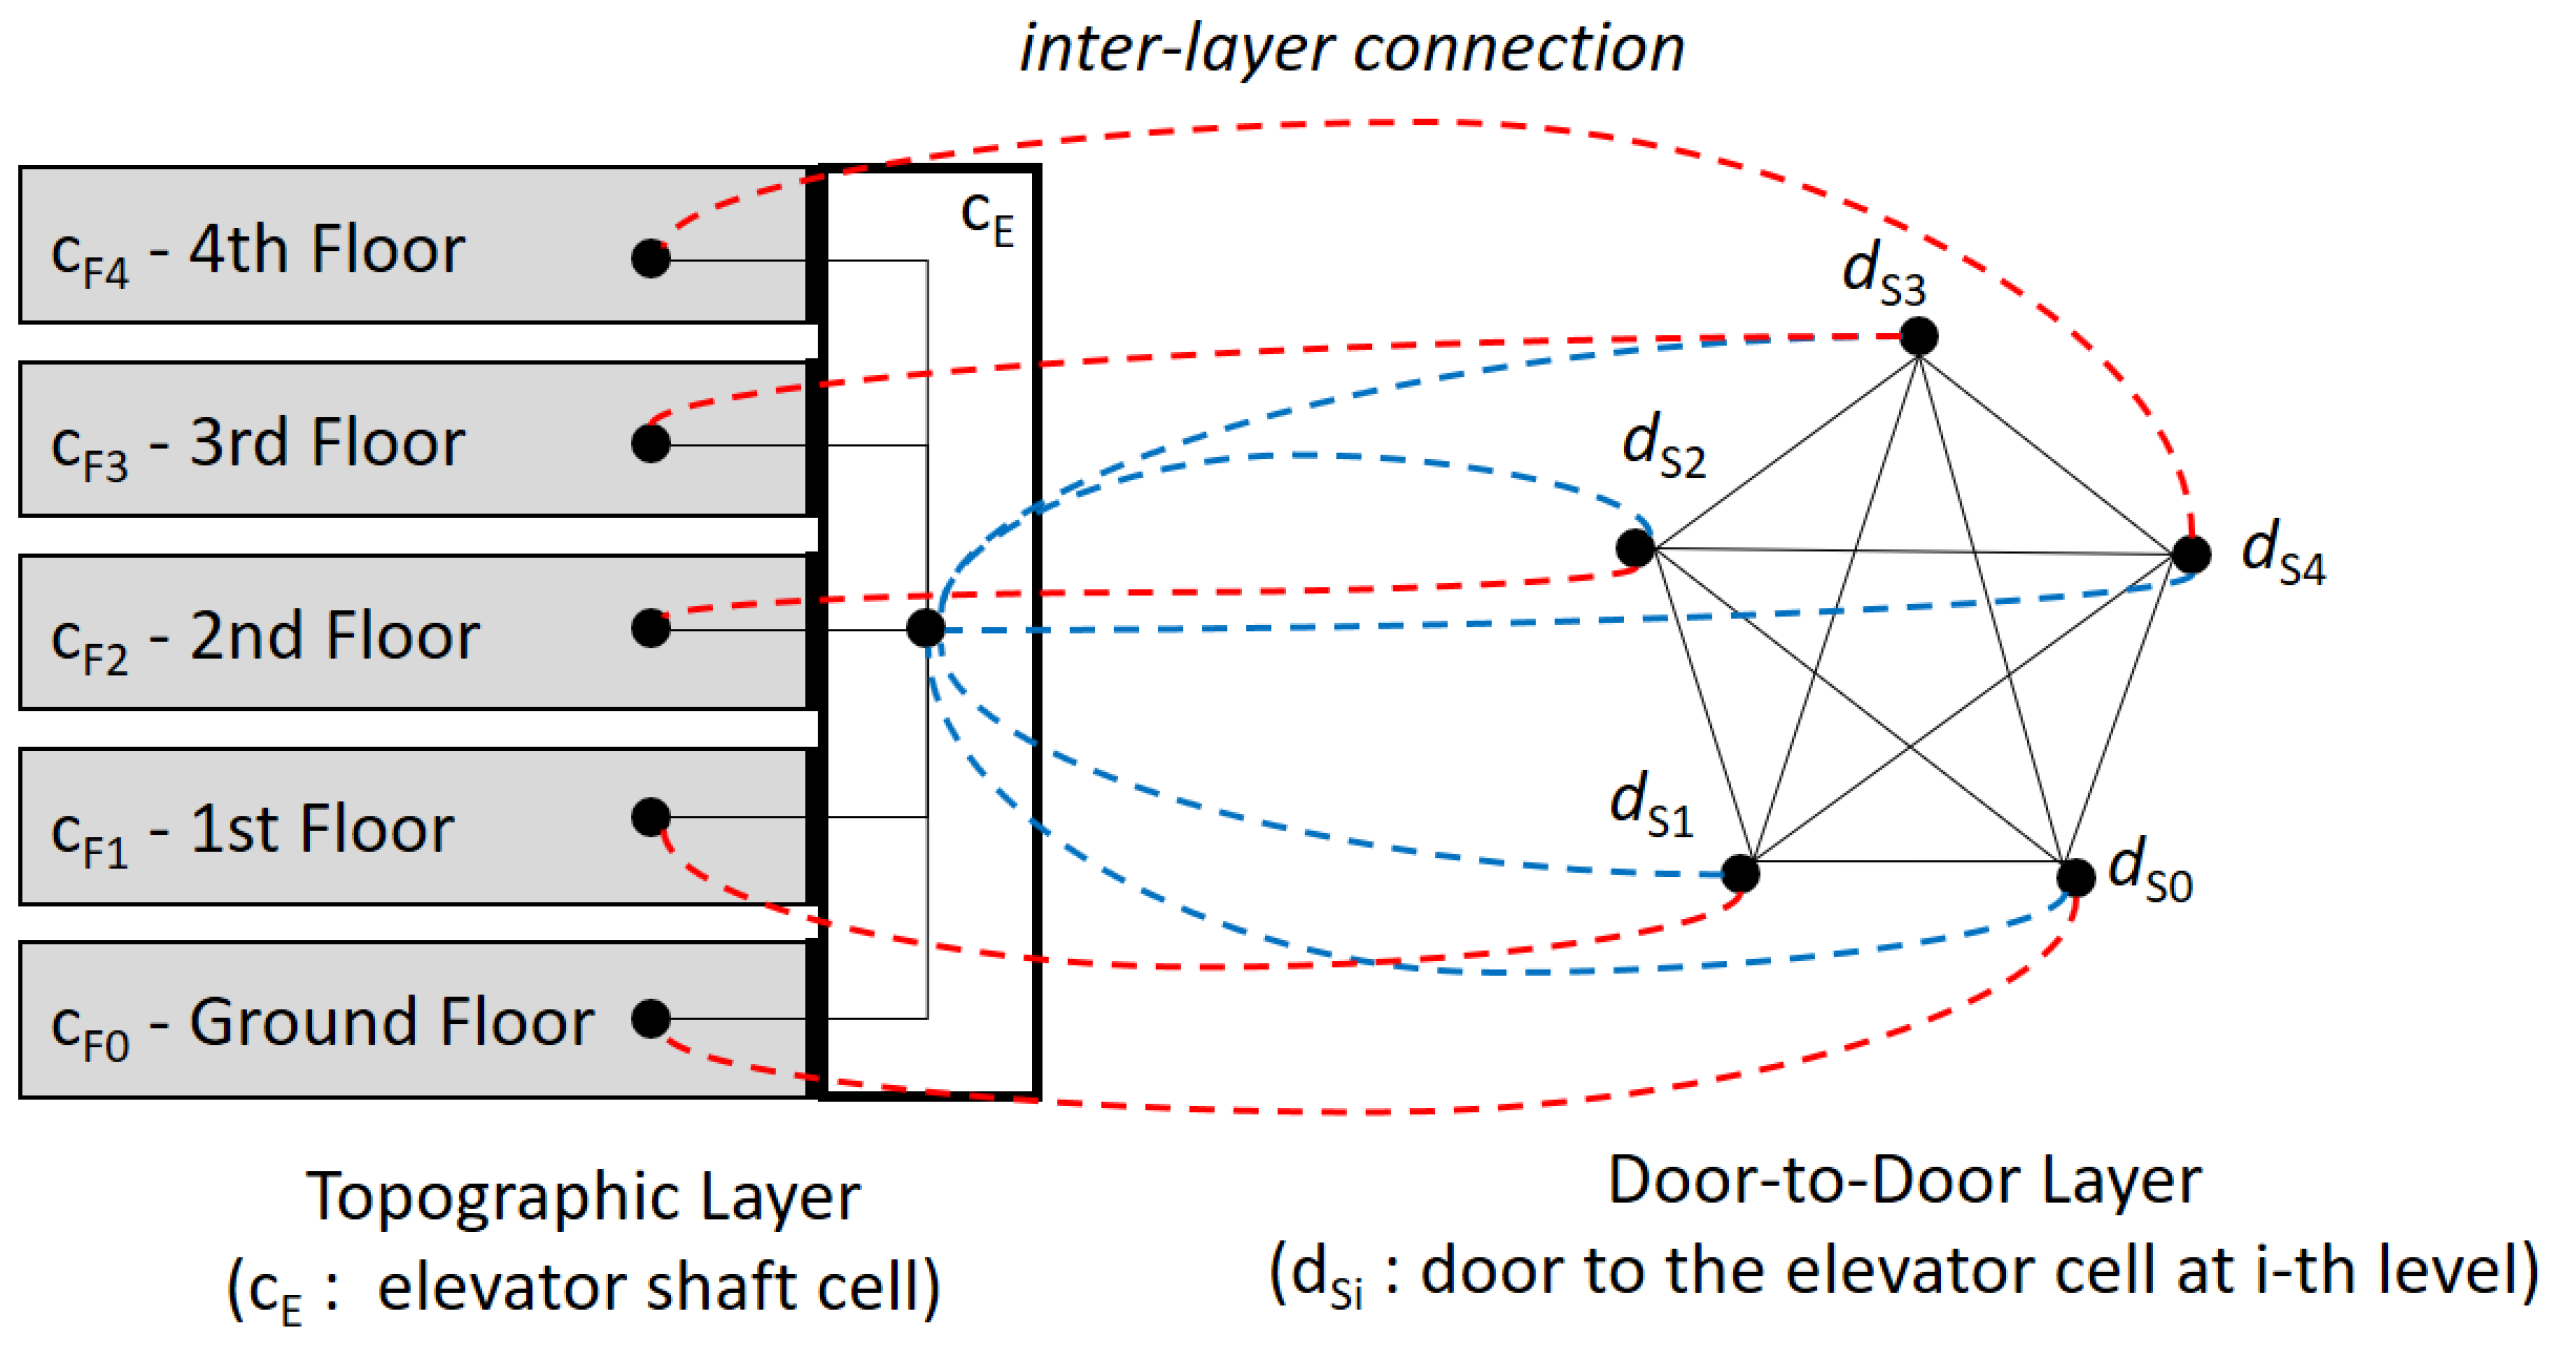 inter-layer connection
cE
cF4 - 4th Floor
cF3 - 3rd Floor
cF2 - 2nd Floor
cF1 - 1st Floor
cF0 - Ground Floor
dS3
dS2
dS4
dS1
dS0
Topographic Layer
(cE : elevator shaft cell)
Door-to-Door Layer
(dSi : door to the elevator cell at i-th level)